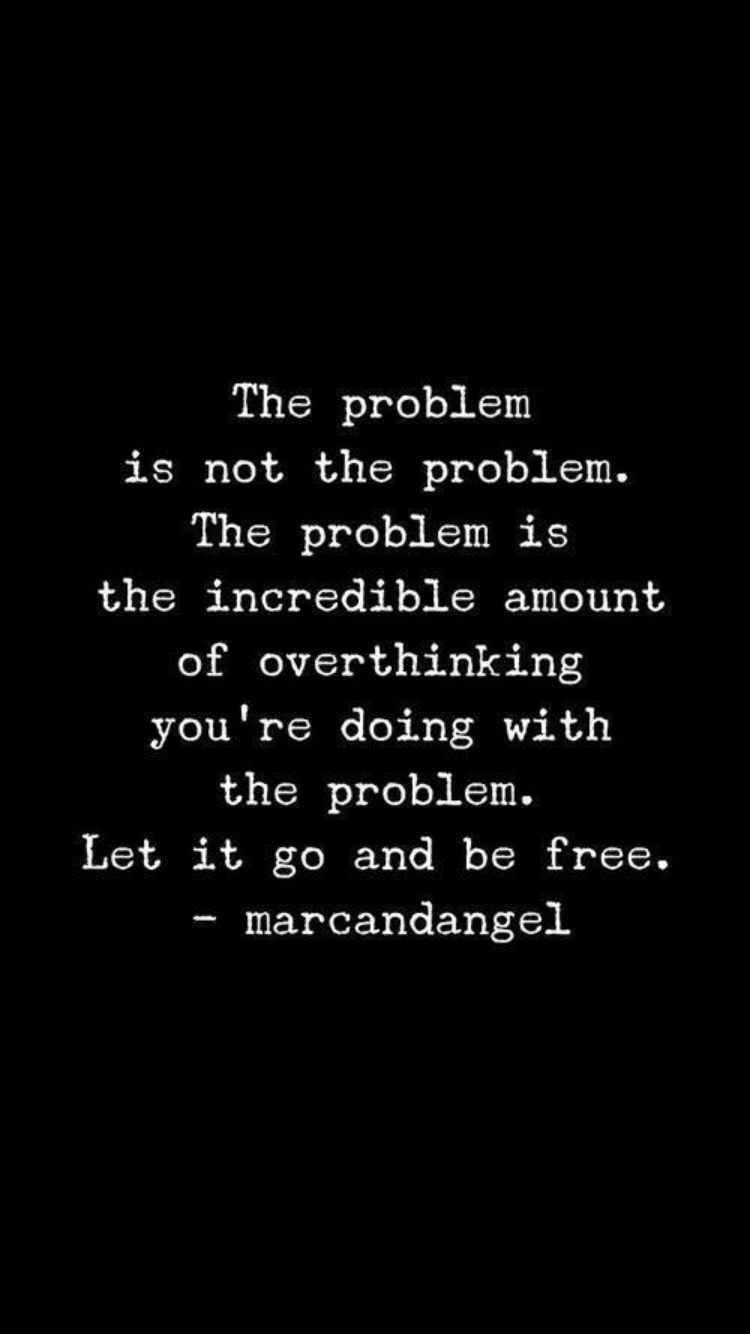 The problem
is not the problem.
The problem is
the incredible amount
of overthinking
you're doing with
the problem.
Let it go and be free.
- marcandangel